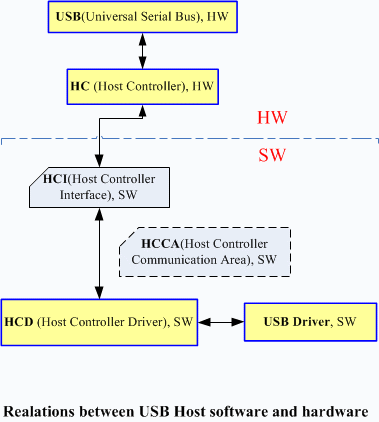 USB(Universal Serial Bus), HW
HC (Host Controller), HW
HW
SW
HCI(Host Controller
Interface), SW
HCCA(Host Controller
Communication Area), SW
HCD (Host Controller Driver), SW
USB Driver, SW
Realations between USB Host software and hardware